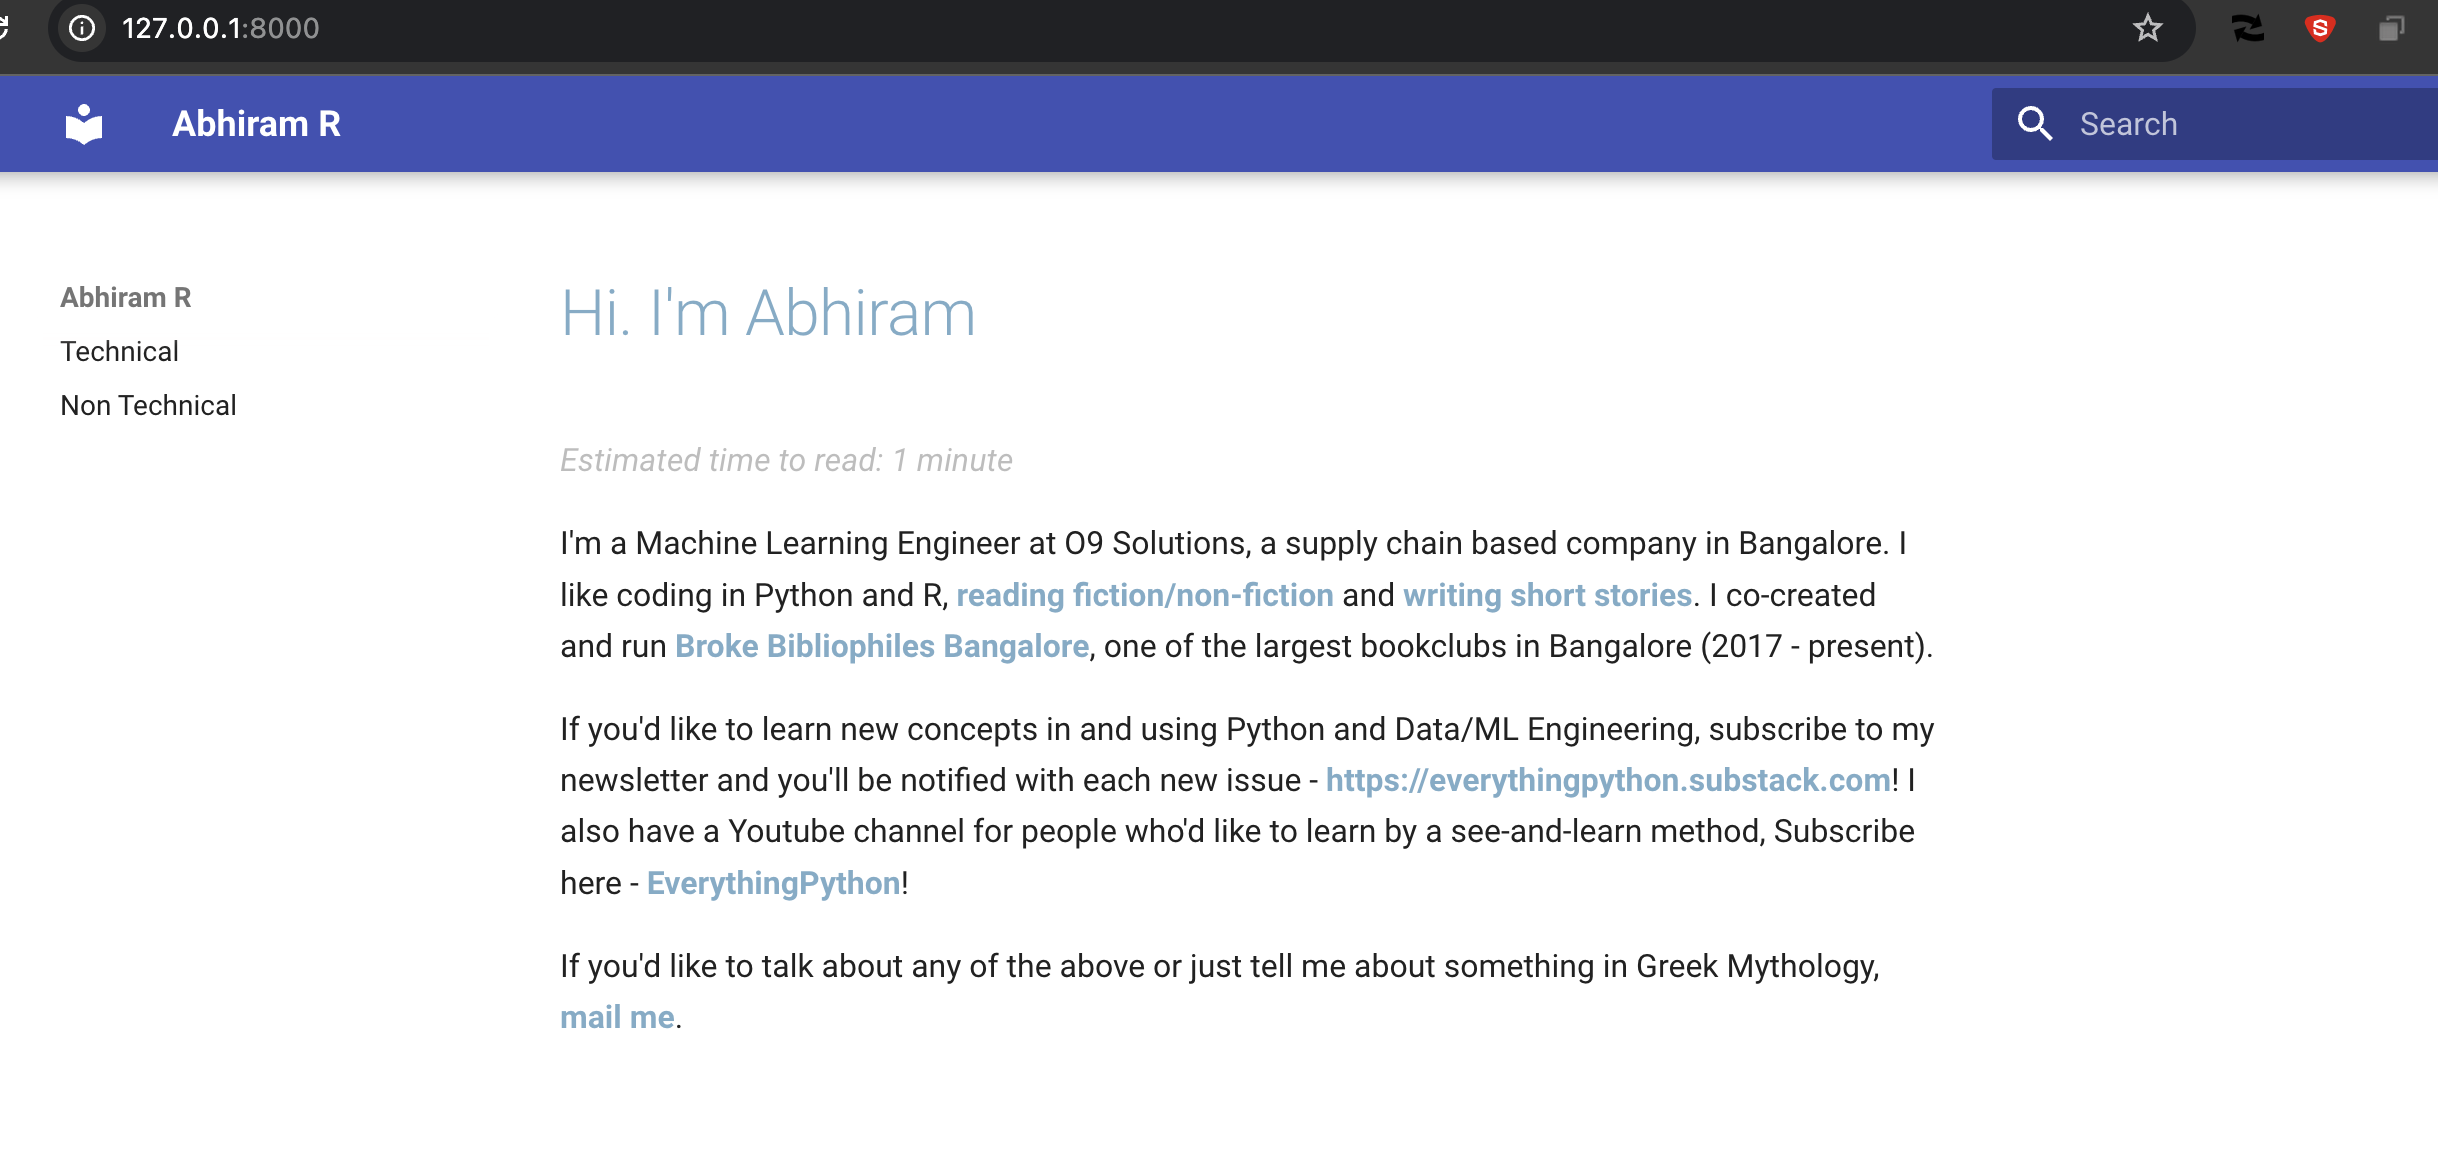 127.0.0.1:8000
Abhiram R
Search
Abhiram R
Technical
Non Technical
Hi. I'm Abhiram
Estimated time to read: 1 minute
I'm a Machine Learning Engineer at O9 Solutions, a supply chain based company in Bangalore. I
like coding in Python and R, reading fiction/non-fiction and writing short stories. I co-created
and run Broke Bibliophiles Bangalore, one of the largest bookclubs in Bangalore (2017 - present).
If you'd like to learn new concepts in and using Python and Data/ML Engineering, subscribe to my
newsletter and you'll be notified with each new issue - https://everythingpython.substack.com! I
also have a Youtube channel for people who'd like to learn by a see-and-learn method, Subscribe
here - EverythingPython!
If you'd like to talk about any of the above or just tell me about something in Greek Mythology,
mail me.